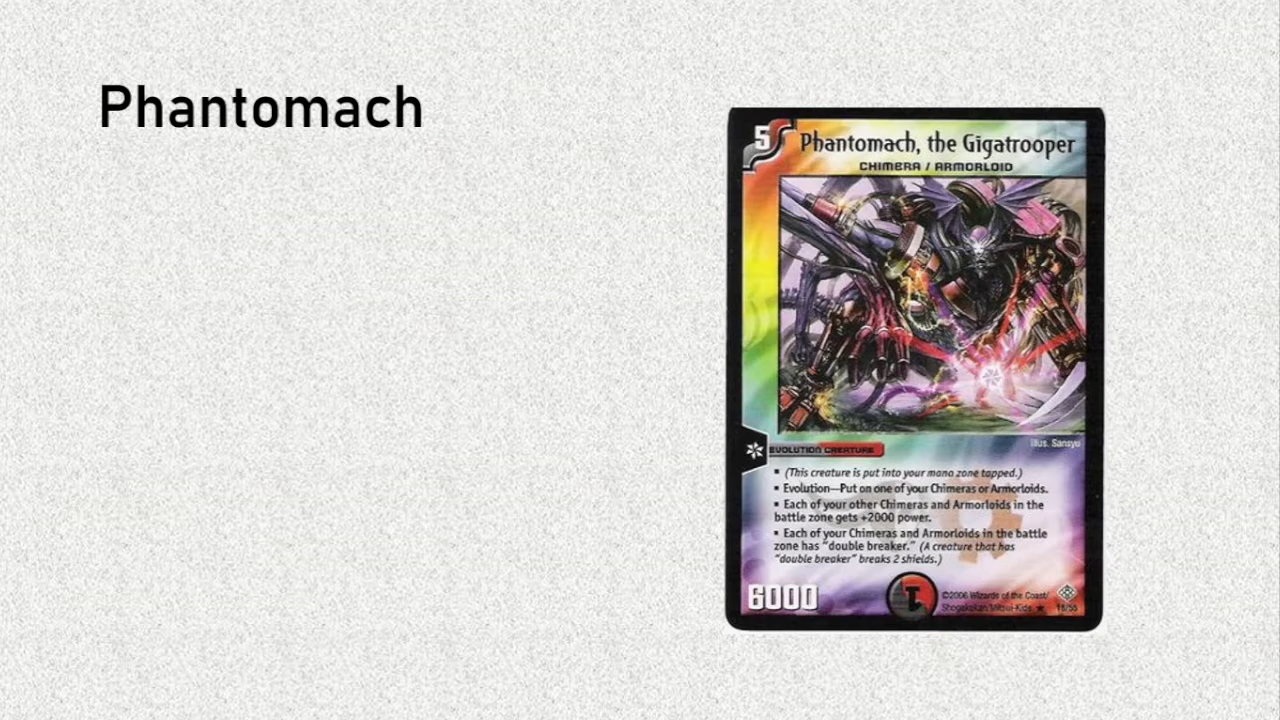 Phantomach
5
Phantomach, the Gigatrooper
CHIMERA / ARMORLOID
Illus. Sansyu
EVOLUTION CREATURE
▪ (This creature is put into your mana zone tapped.)
▪ Evolution—Put on one of your Chimeras or Armorloids.
▪ Each of your other Chimeras and Armorloids in the
battle zone gets +2000 power.
▪ Each of your Chimeras and Armorloids in the battle
zone has "double breaker." (A creature that has
"double breaker" breaks 2 shields.)
6000
1
©2006 Wizards of the Coast/
Shogakukan/Mitsui-Kids ★